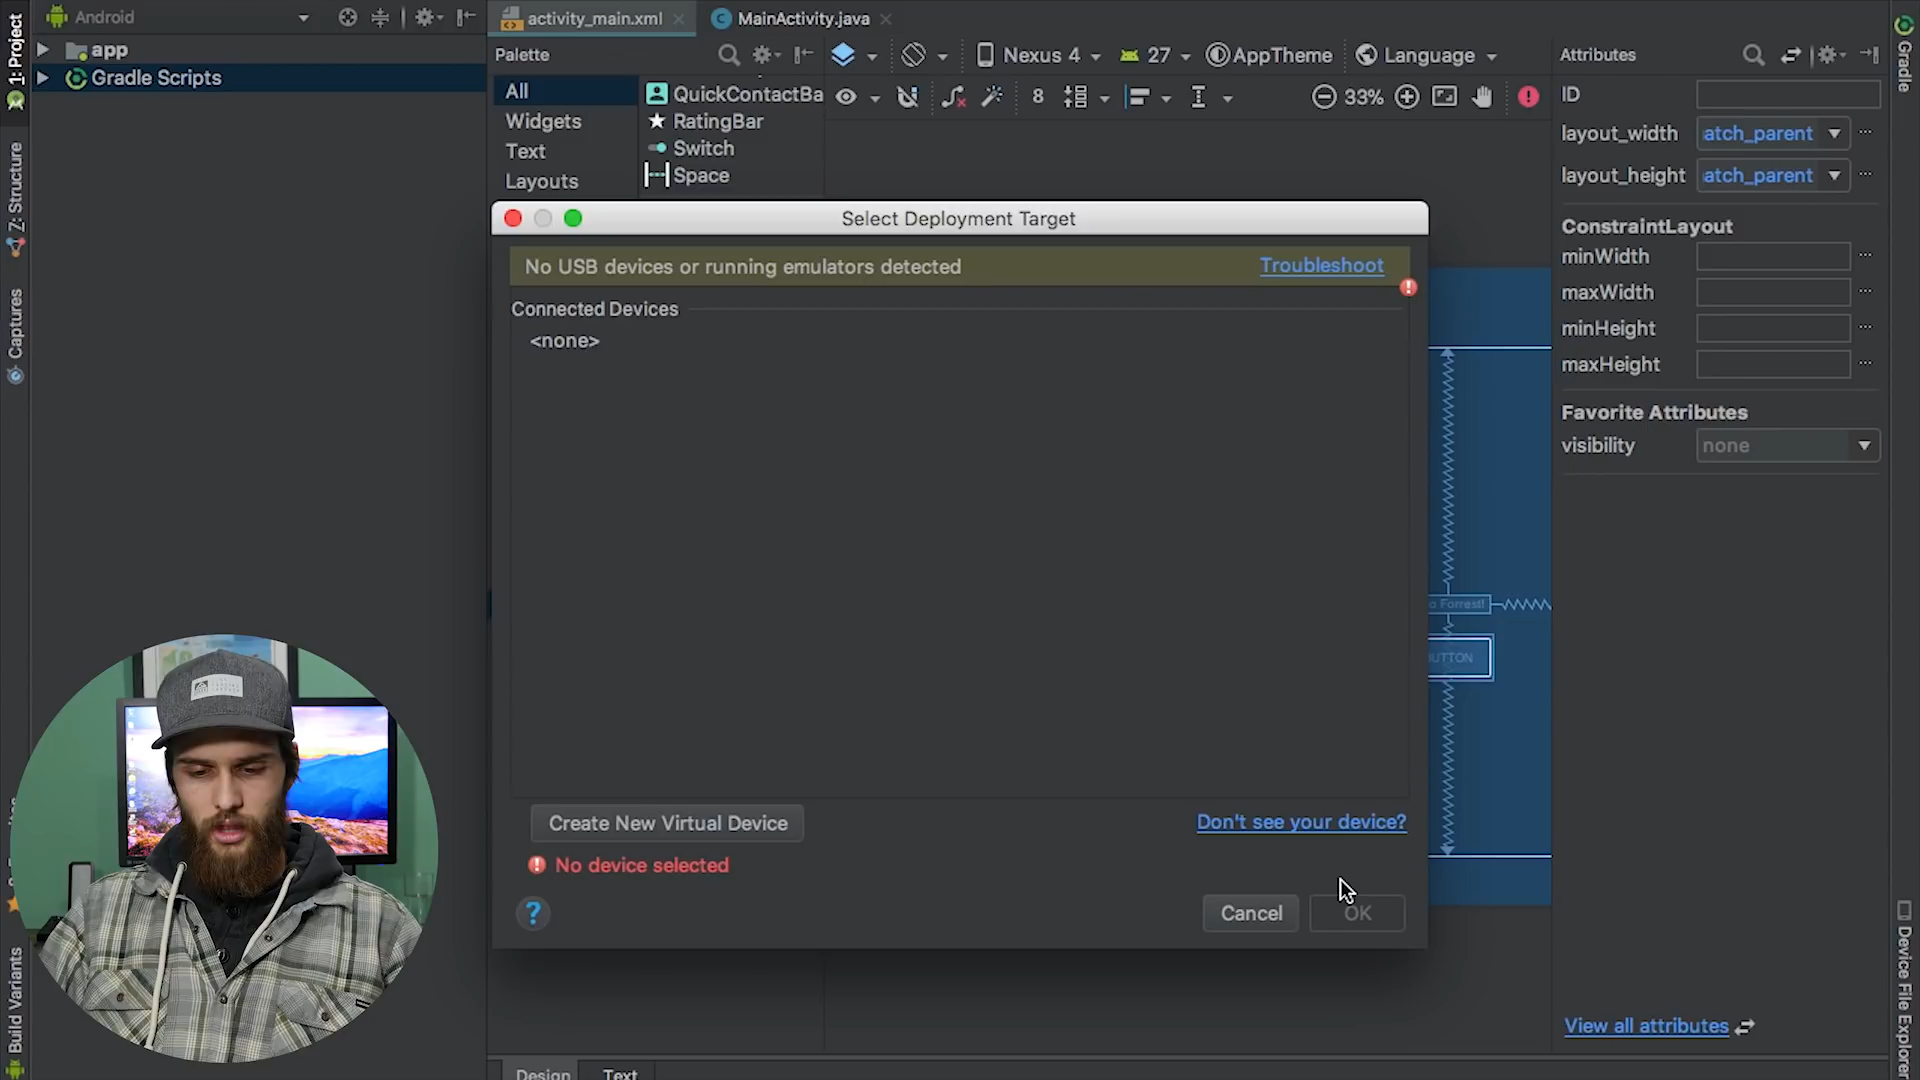 1: Project
Android
activity_main.xml
MainActivity.java
Gradle
app
Gradle Scripts
Palette
Nexus 4
27
AppTheme
Language
Attributes
All
Widgets
Text
Layouts
QuickContactBa
RatingBar
Switch
Space
8
33%
ID
layout_width
atch_parent
layout_height
atch_parent
ConstraintLayout
minWidth
maxWidth
minHeight
maxHeight
Favorite Attributes
visibility
none
Z: Structure
Captures
Select Deployment Target
No USB devices or running emulators detected
Troubleshoot
Connected Devices
<none>
o Forrest!
UTTON
Create New Virtual Device
Don't see your device?
No device selected
?
Cancel
OK
Build Variants
View all attributes
Device File Explorer
Design
Text